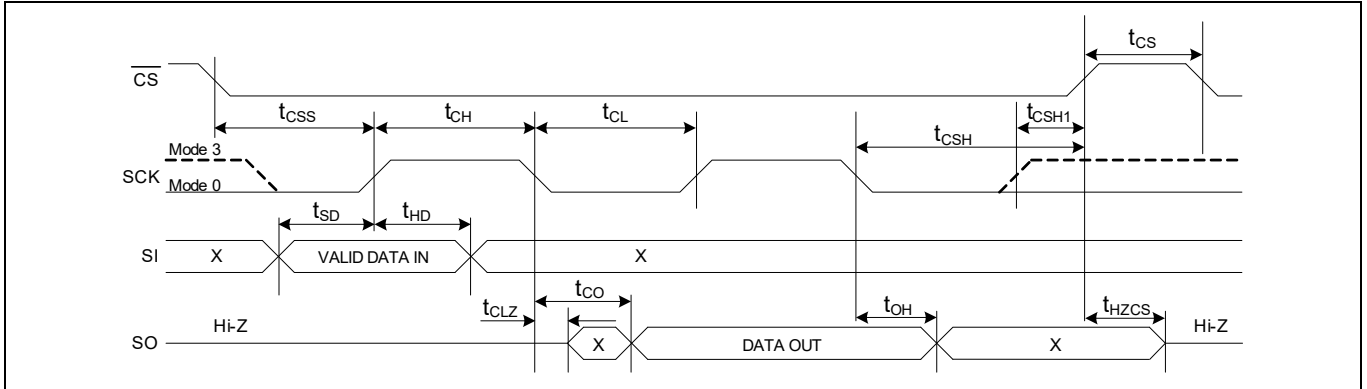 tCS
CS
tCSS
tCH
tCL
tCSH1
tCSH
Mode 3
SCK
Mode 0
tSD
tHD
SI
X
VALID DATA IN
X
tCO
tCLZ
tOH
tHZCS
Hi-Z
Hi-Z
SO
X
DATA OUT
X